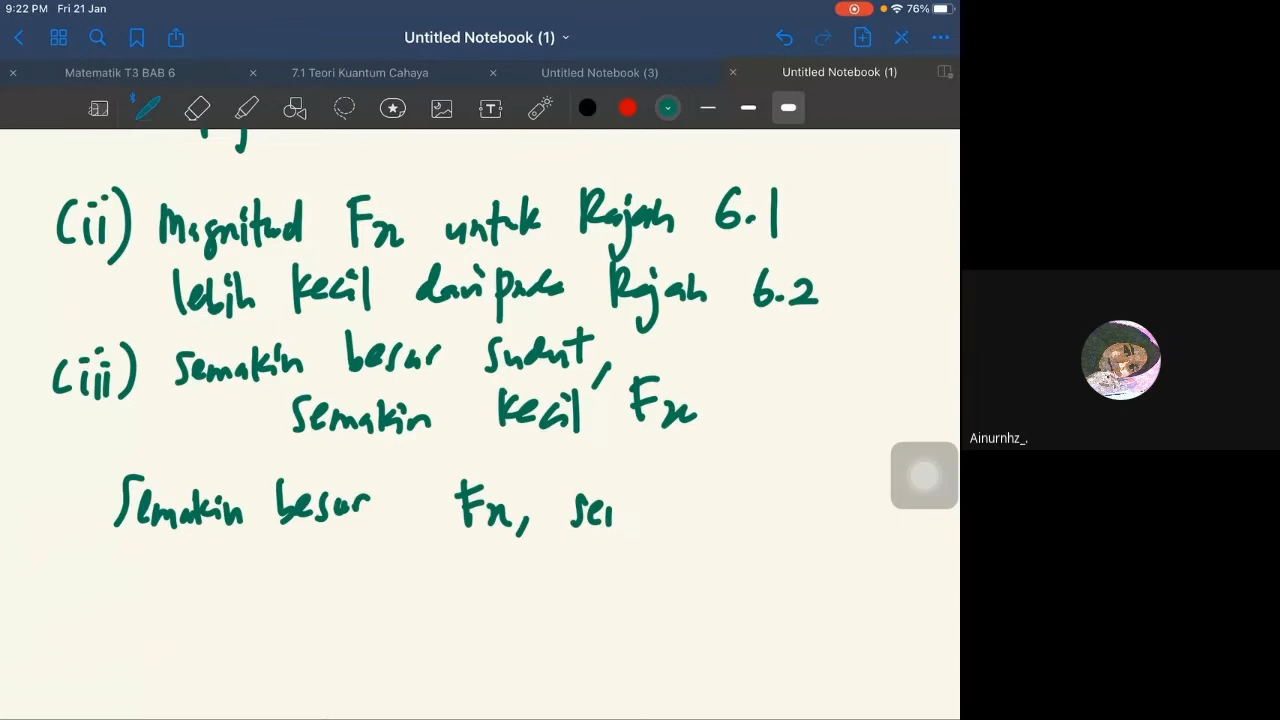 9:22 PM Fri 21 Jan
76%
Untitled Notebook (1)
Matematik T3 BAB 6
7.1 Teori Kuantum Cahaya
Untitled Notebook (3)
Untitled Notebook (1)
(ii) Magnitud Fx untuk Rajah 6.1
lebih kecil daripada Rajah 6.2
(iii) semakin besar sudut,
semakin kecil Fx
Semakin besar Fx, se
Ainurnhz_.